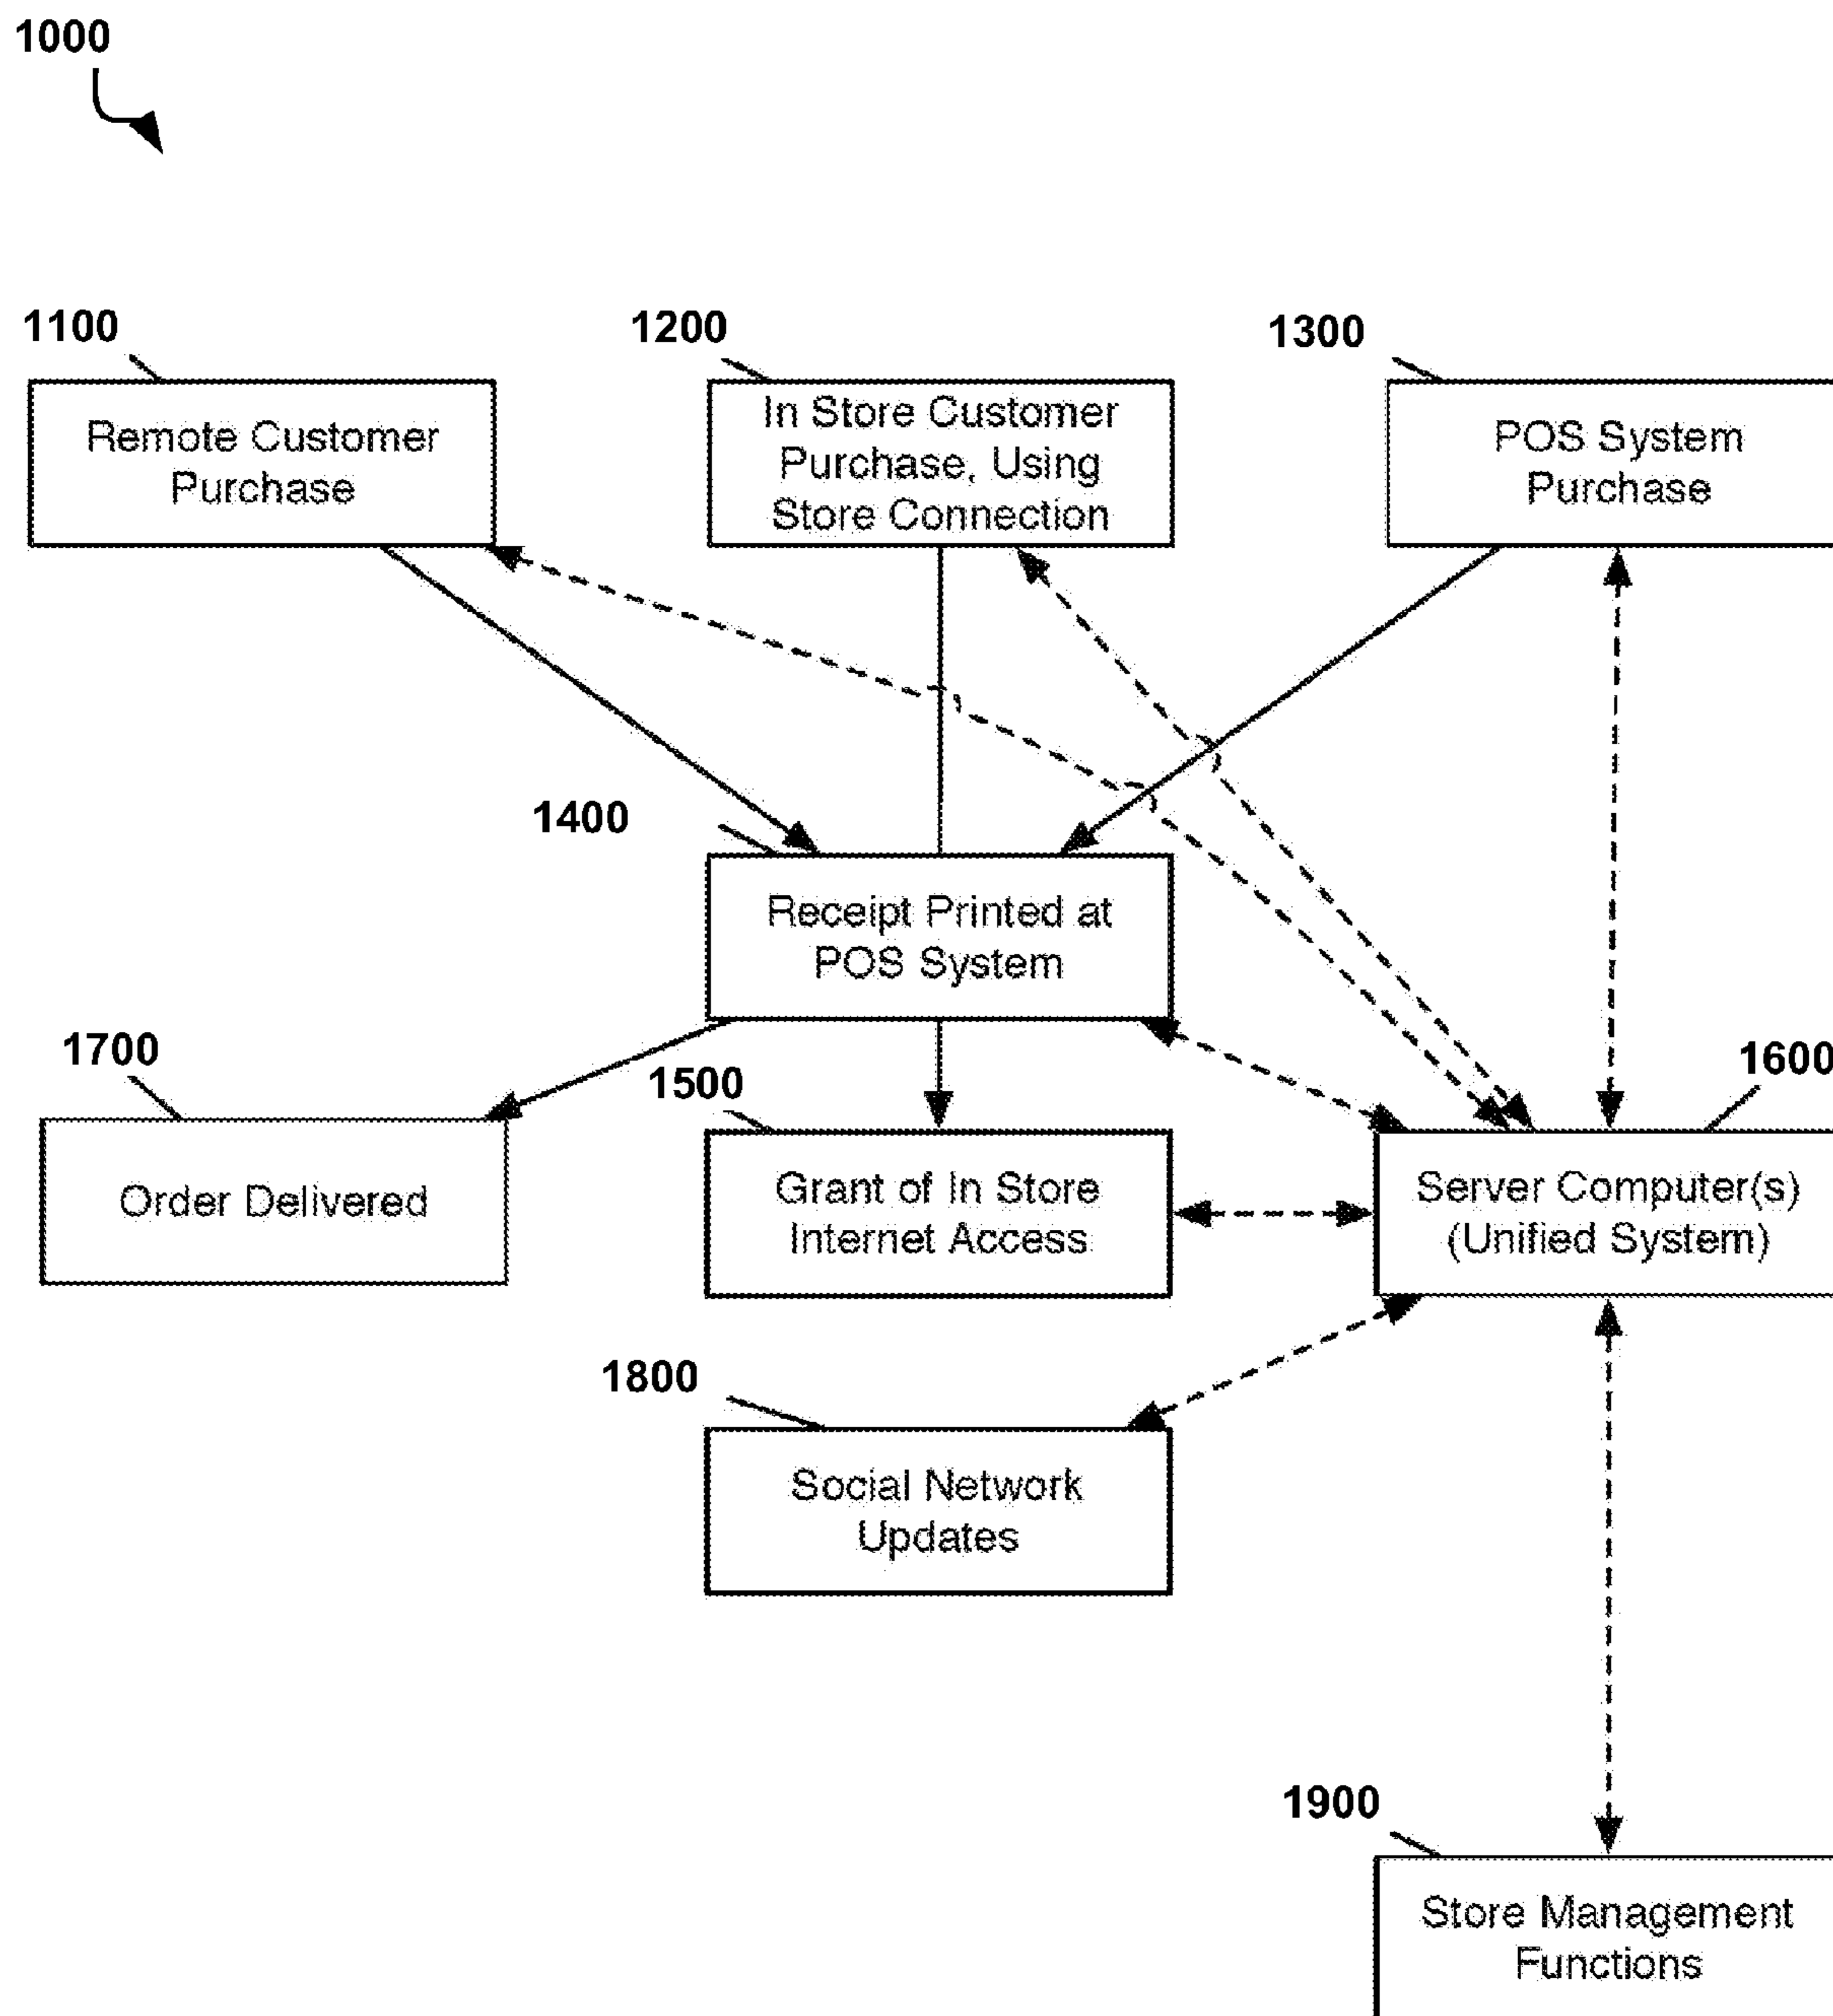 1000
1100
Remote Customer
Purchase
1200
In Store Customer
Purchase, Using
Store Connection
1300
POS System
Purchase
1400
Receipt Printed at
POS System
1700
Order Delivered
1500
Grant of In Store
Internet Access
1600
Server Computer(s)
(Unified System)
1800
Social Network
Updates
1900
Store Management
Functions